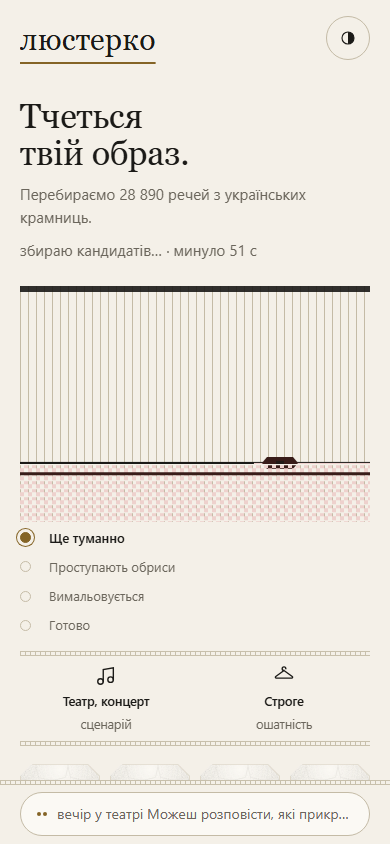 люстерко
Тчеться
твій образ.
Перебираємо 28 890 речей з українських
крамниць.
збираю кандидатів... · минуло 51 с
Ще туманно
Проступають обриси
Вимальовується
Готово
Театр, концерт
сценарій
Строге
ошатність
вечір у театрі Можеш розповісти, які прикр...